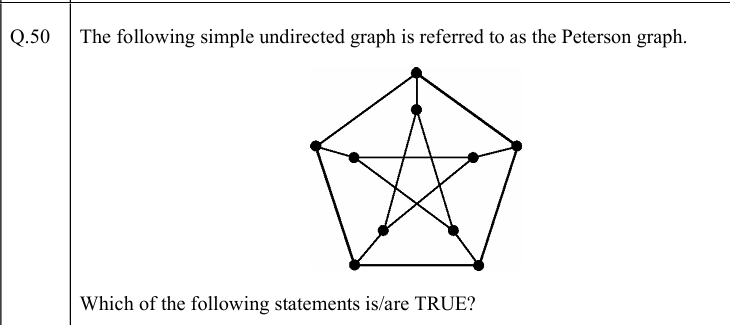 Q.50 The following simple undirected graph is referred to as the Peterson graph.
Which of the following statements is/are TRUE?